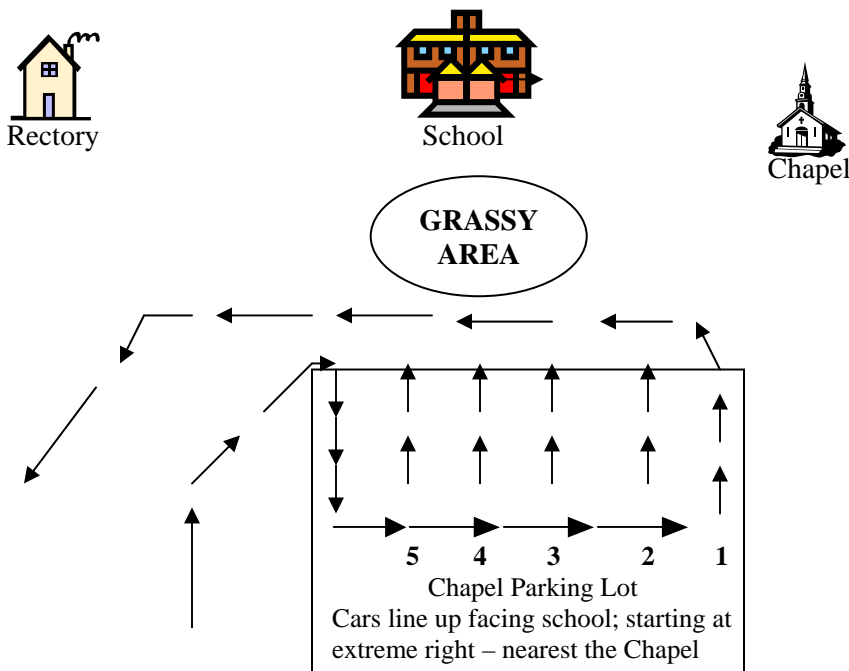 Rectory
School
Chapel
GRASSY
AREA
5 4 3 2 1
Chapel Parking Lot
Cars line up facing school; starting at
extreme right – nearest the Chapel